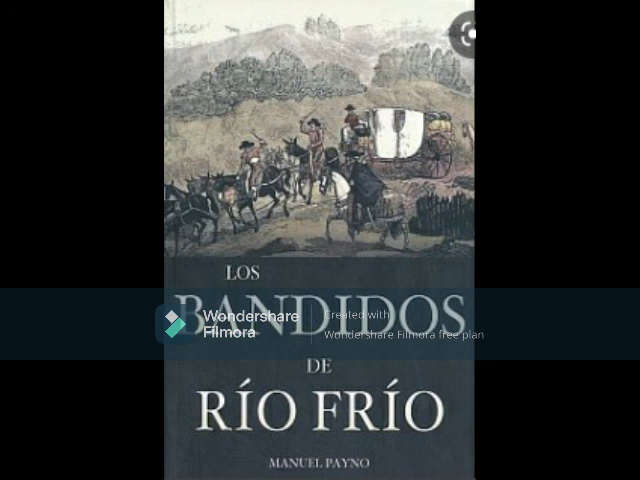 LOS
BANDIDOS
Wondershare
Filmora
Created with
Wondershare Filmora free plan
DE
RÍO FRÍO
MANUEL PAYNO